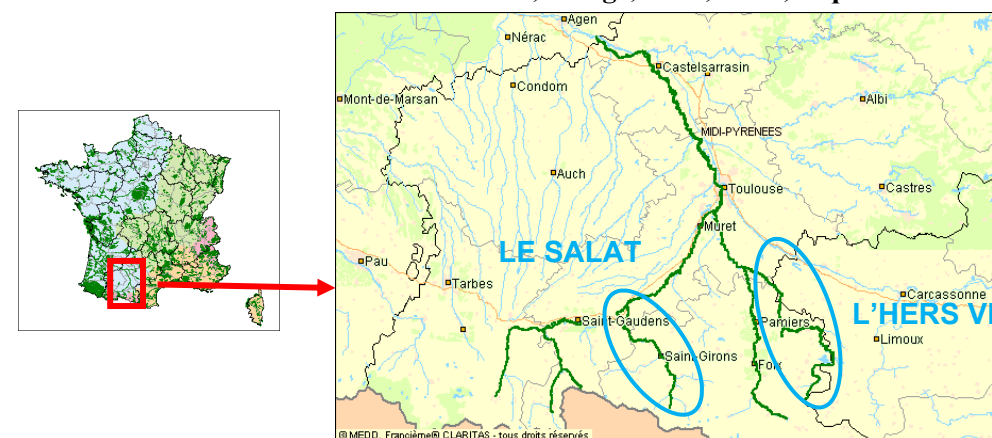 Agen
Nérac
Castelsarrasin
Condom
Mont-de-Marsan
Albi
MIDI-PYRENEES
Auch
Toulouse
Castres
Muret
LE SALAT
Pau
Tarbes
Carcassonne
Saint-Gaudens
Pamiers
L'HERS VI
Limoux
Saint-Girons
Foix
@ MEDD, Francième® CLARITAS - tous droits réservés